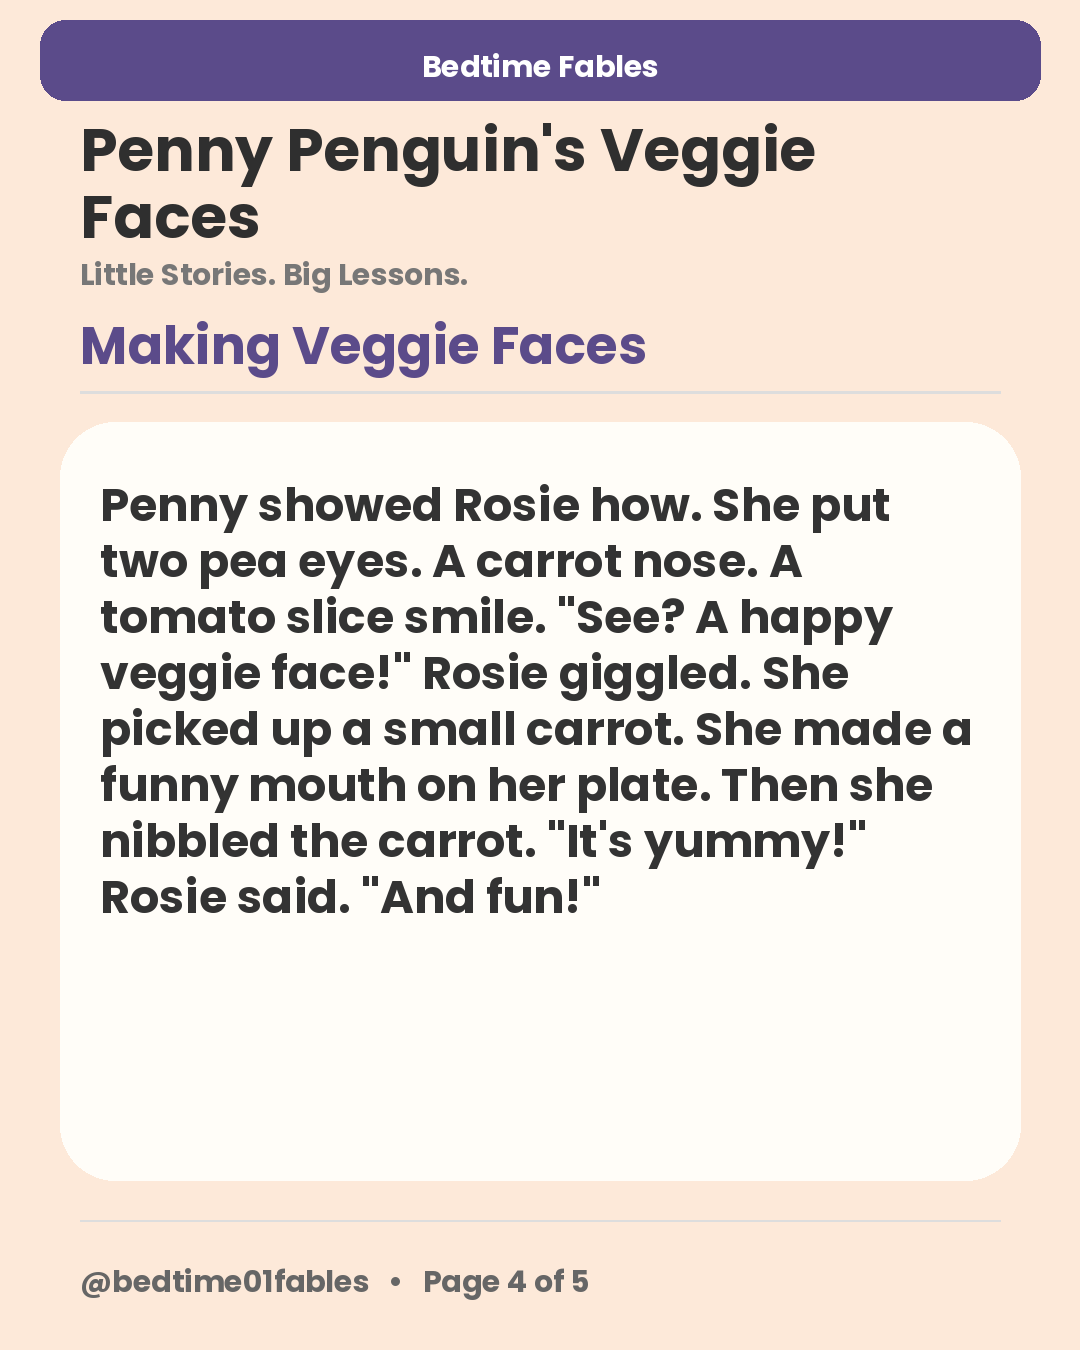 Bedtime Fables
Penny Penguin's Veggie
Faces
Little Stories. Big Lessons.
Making Veggie Faces
Penny showed Rosie how. She put
two pea eyes. A carrot nose. A
tomato slice smile. "See? A happy
veggie face!" Rosie giggled. She
picked up a small carrot. She made a
funny mouth on her plate. Then she
nibbled the carrot. "It's yummy!"
Rosie said. "And fun!"
@bedtime01fables • Page 4 of 5